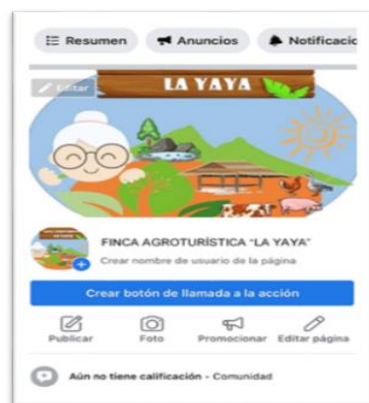 Resumen Anuncios Notificacio
Editar
LA YAYA
FINCA AGROTURÍSTICA "LA YAYA"
Crear nombre de usuario de la página
Crear botón de llamada a la acción
Publicar Foto Promocionar Editar página
Aún no tiene calificación - Comunidad